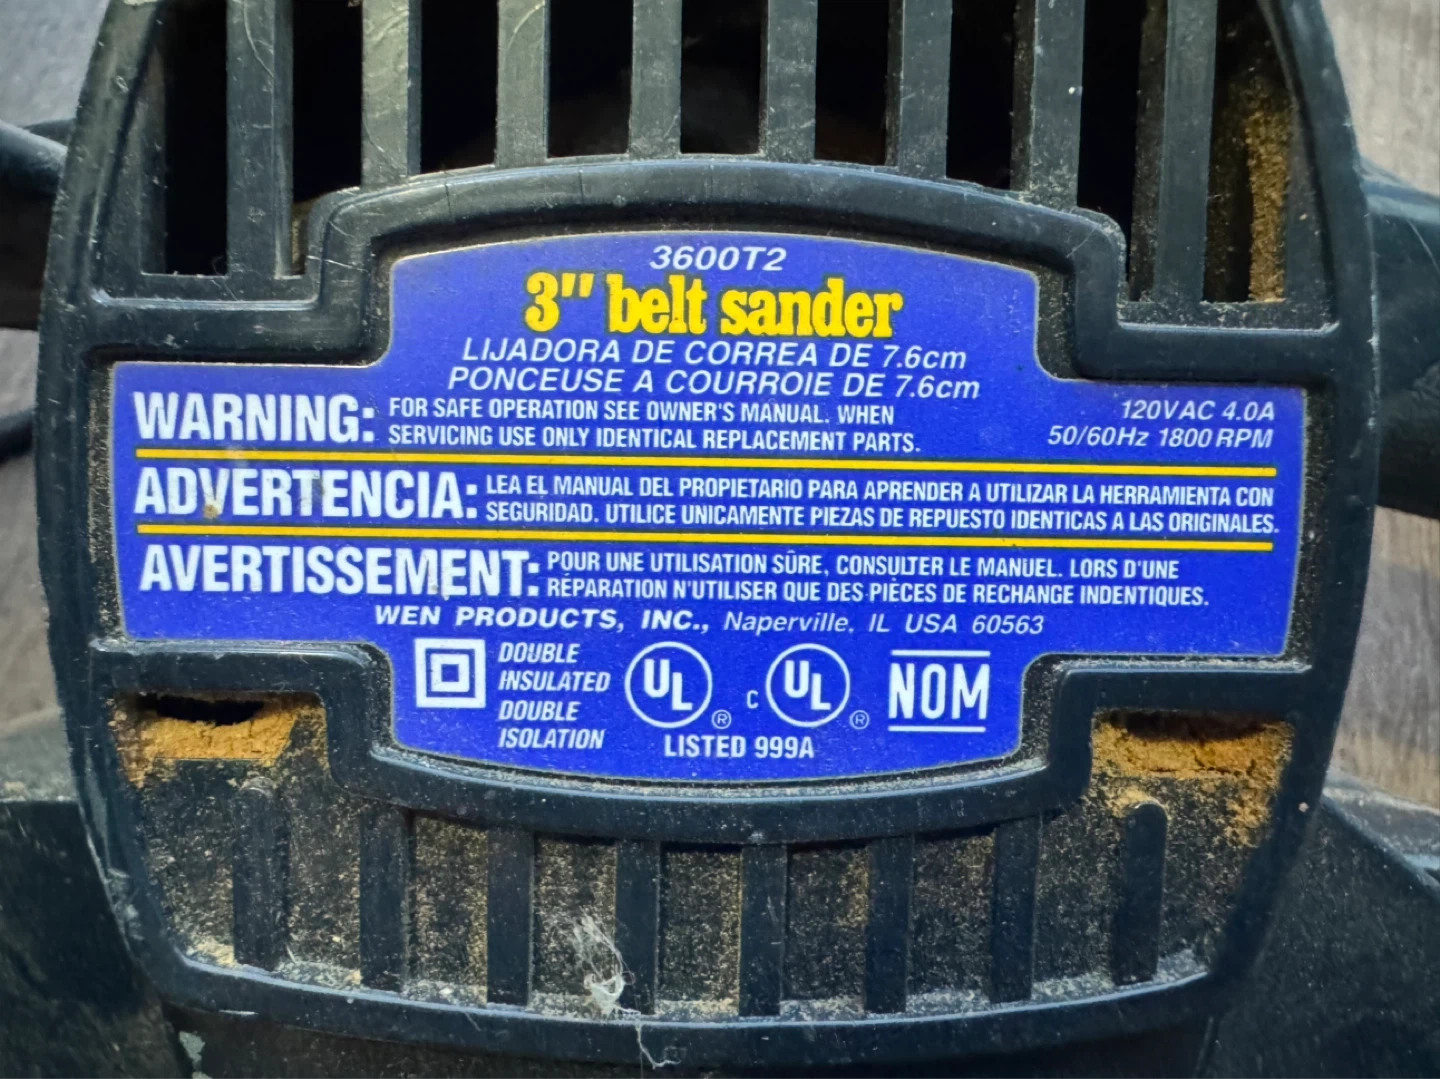 3600T2
3" belt sander
LIJADORA DE CORREA DE 7.6cm
PONCEUSE A COURROIE DE 7.6cm
WARNING: FOR SAFE OPERATION SEE OWNER'S MANUAL. WHEN
SERVICING USE ONLY IDENTICAL REPLACEMENT PARTS.
120VAC 4.0A
50/60Hz 1800RPM
ADVERTENCIA: LEA EL MANUAL DEL PROPIETARIO PARA APRENDER A UTILIZAR LA HERRAMIENTA CON
SEGURIDAD. UTILICE UNICAMENTE PIEZAS DE REPUESTO IDENTICAS A LAS ORIGINALES.
AVERTISSEMENT: POUR UNE UTILISATION SÛRE, CONSULTER LE MANUEL. LORS D'UNE
RÉPARATION N'UTILISER QUE DES PIÈCES DE RECHANGE INDENTIQUES.
WEN PRODUCTS, INC., Naperville, IL USA 60563
DOUBLE
INSULATED
DOUBLE
ISOLATION
UL ®
c UL ®
LISTED 999A
NOM